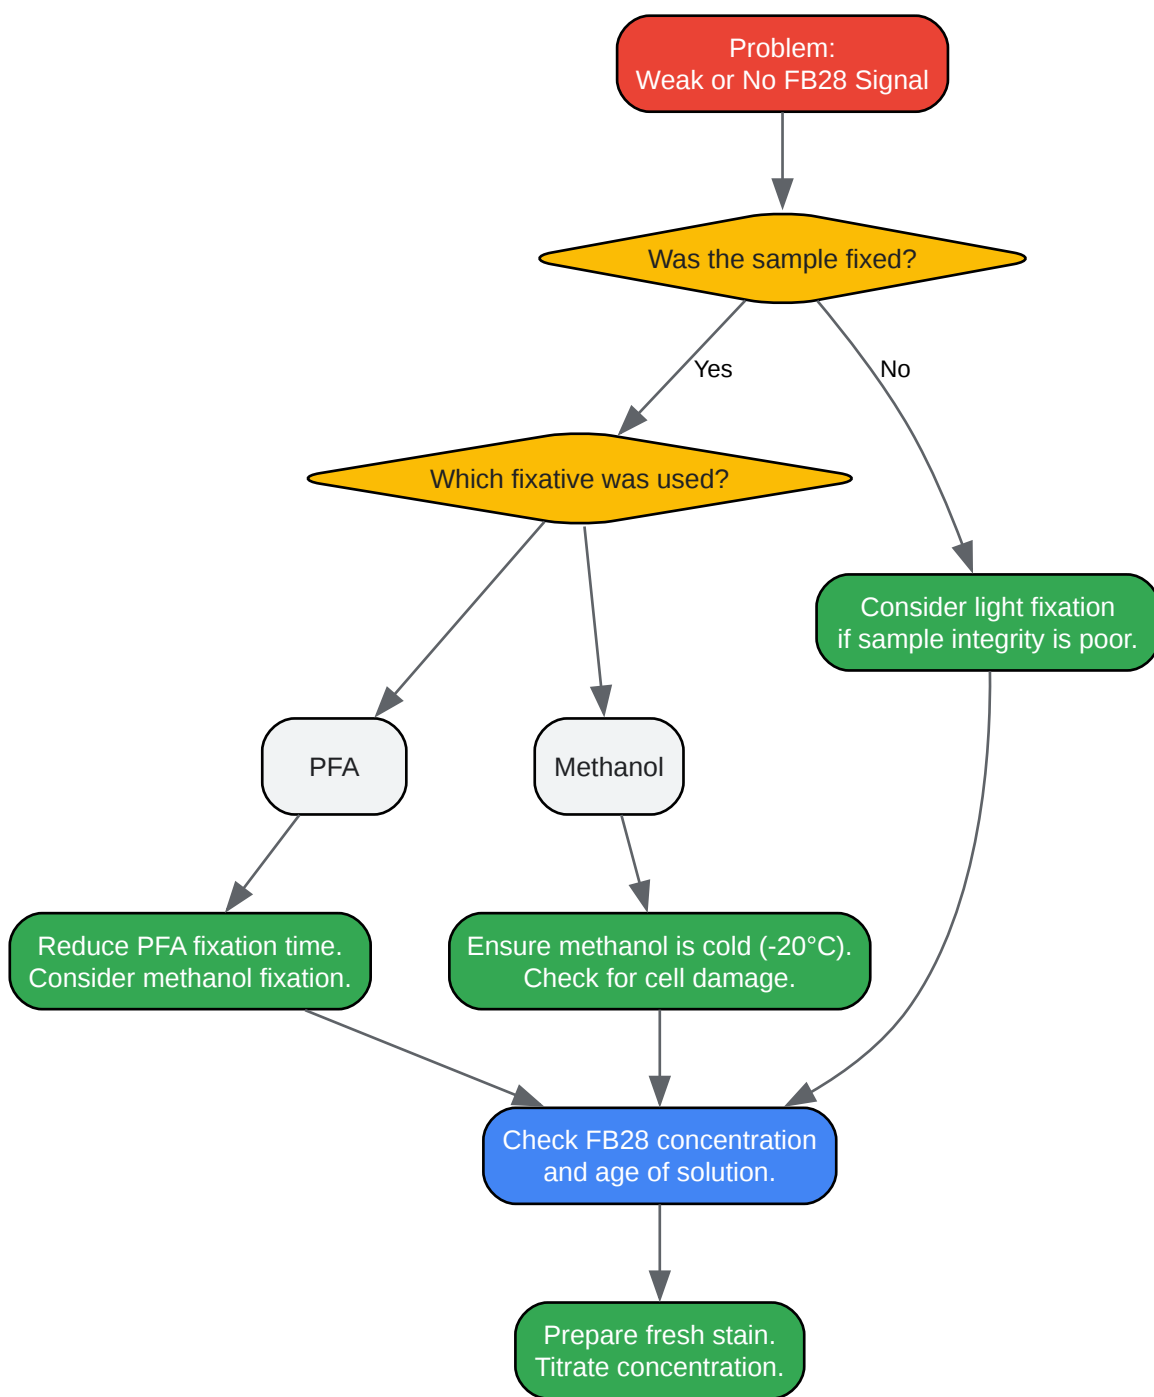 Problem:
Weak or No FB28 Signal
Was the sample fixed?
Yes
No
Which fixative was used?
Consider light fixation
if sample integrity is poor.
PFA
Methanol
Reduce PFA fixation time.
Consider methanol fixation.
Ensure methanol is cold (-20°C).
Check for cell damage.
Check FB28 concentration
and age of solution.
Prepare fresh stain.
Titrate concentration.